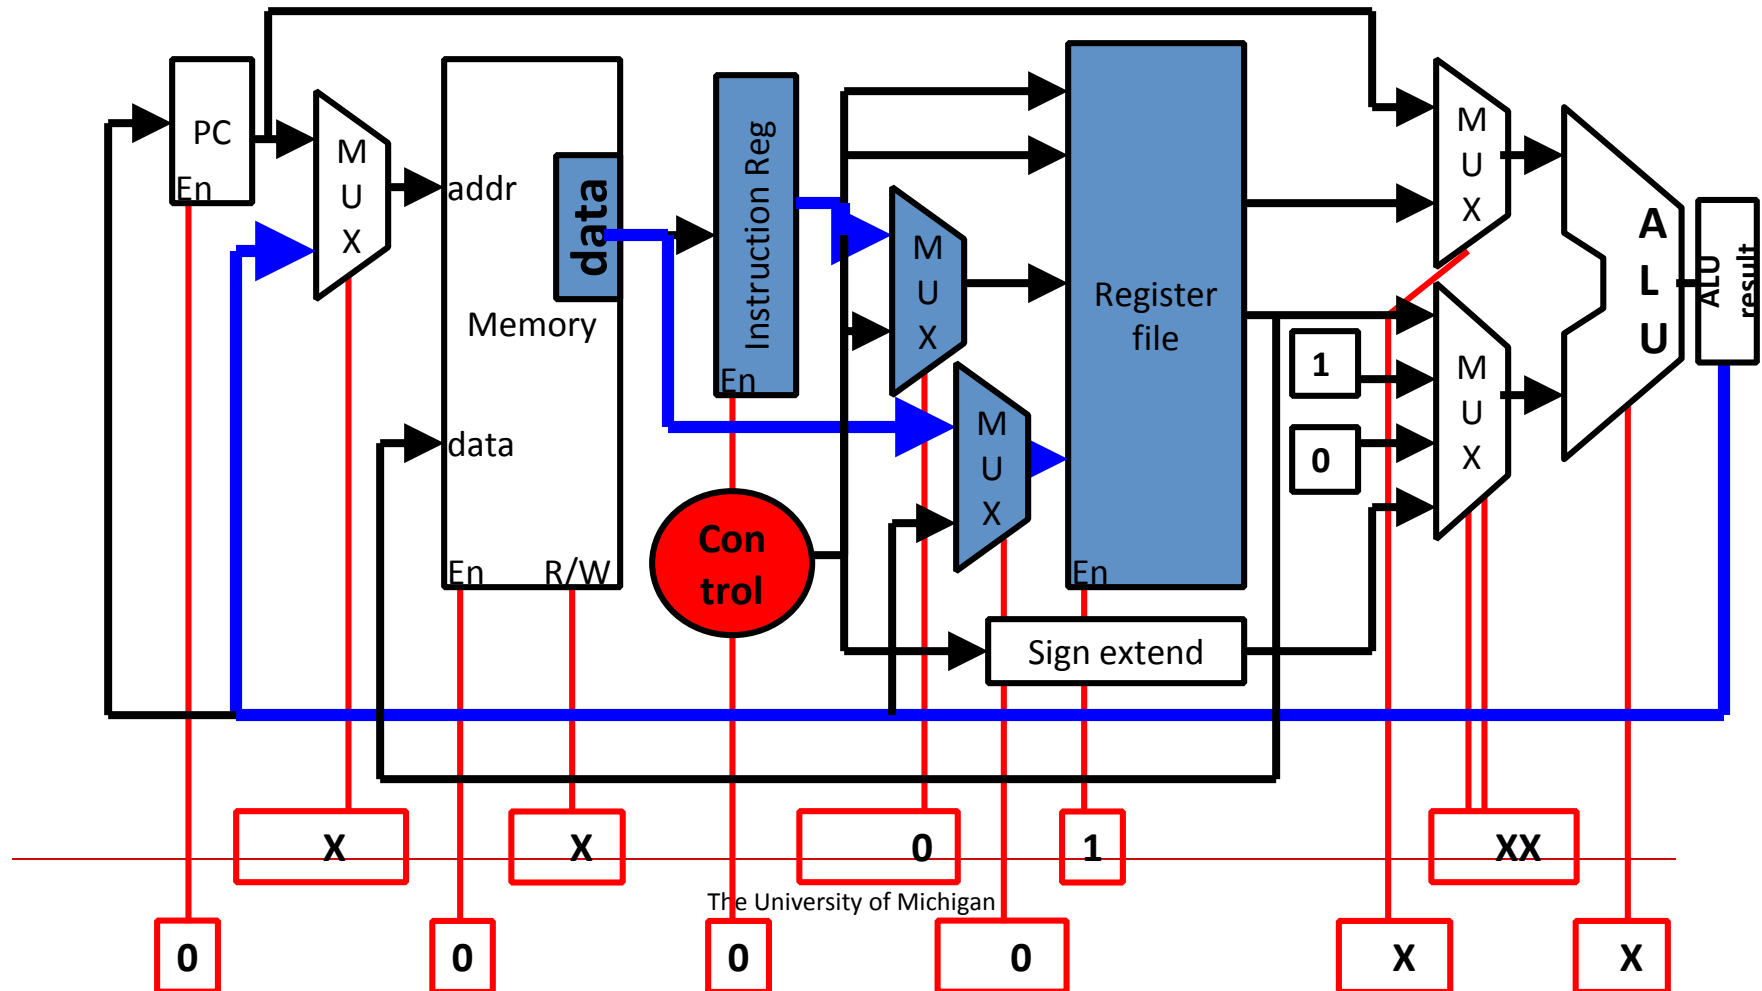 PC
En
M
U
X
addr
data
Memory
data
En
R/W
Instruction Reg
En
Con
trol
M
U
X
M
U
X
Register
file
En
Sign extend
M
U
X
1
0
M
U
X
A
L
U
ALU
result
X
X
0
1
XX
The University of Michigan
0
0
0
0
X
X